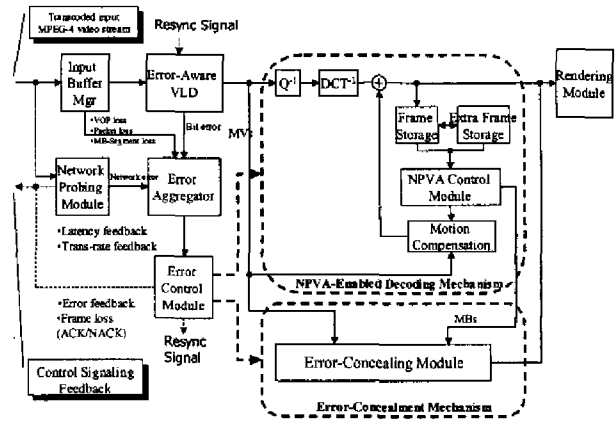 Transcoded input
MPEG-4 video stream
Resync Signal
Input
Buffer
Mgr
Error-Aware
VLD
Q-1
DCT-1
Rendering
Module
•VOP loss
•Packet loss
•MB-Segment loss
Bit error
MVs
Frame
Storage
Extra Frame
Storage
Network
Probing
Module
Network error
Error
Aggregator
NPVA Control
Module
•Latency feedback
•Trans-rate feedback
Motion
Compensation
Error
Control
Module
NPVA-Enabled Decoding Mechanism
•Error feedback
•Frame loss
(ACK/NACK)
Resync
Signal
MBs
Error-Concealing Module
Control Signaling
Feedback
Error-Concealment Mechanism